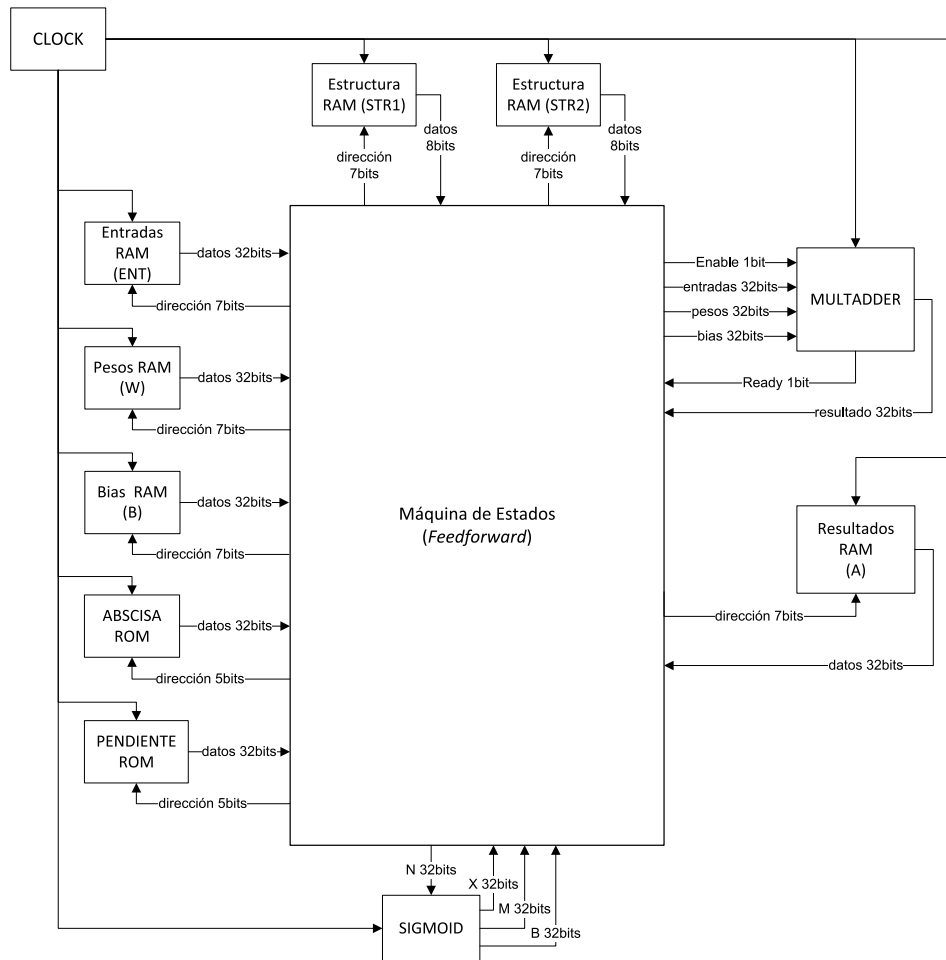 CLOCK
Estructura
RAM (STR1)
Estructura
RAM (STR2)
datos
8bits
datos
8bits
dirección
7bits
dirección
7bits
Entradas
RAM
(ENT)
datos 32bits
dirección 7bits
Enable 1bit
entradas 32bits
pesos 32bits
bias 32bits
MULTADDER
Ready 1bit
resultado 32bits
Pesos RAM
(W)
datos 32bits
dirección 7bits
Bias RAM
(B)
datos 32bits
dirección 7bits
Máquina de Estados
(Feedforward)
Resultados
RAM
(A)
dirección 7bits
datos 32bits
ABSCISA
ROM
datos 32bits
dirección 5bits
PENDIENTE
ROM
datos 32bits
dirección 5bits
N 32bits
X 32bits
M 32bits
B 32bits
SIGMOID